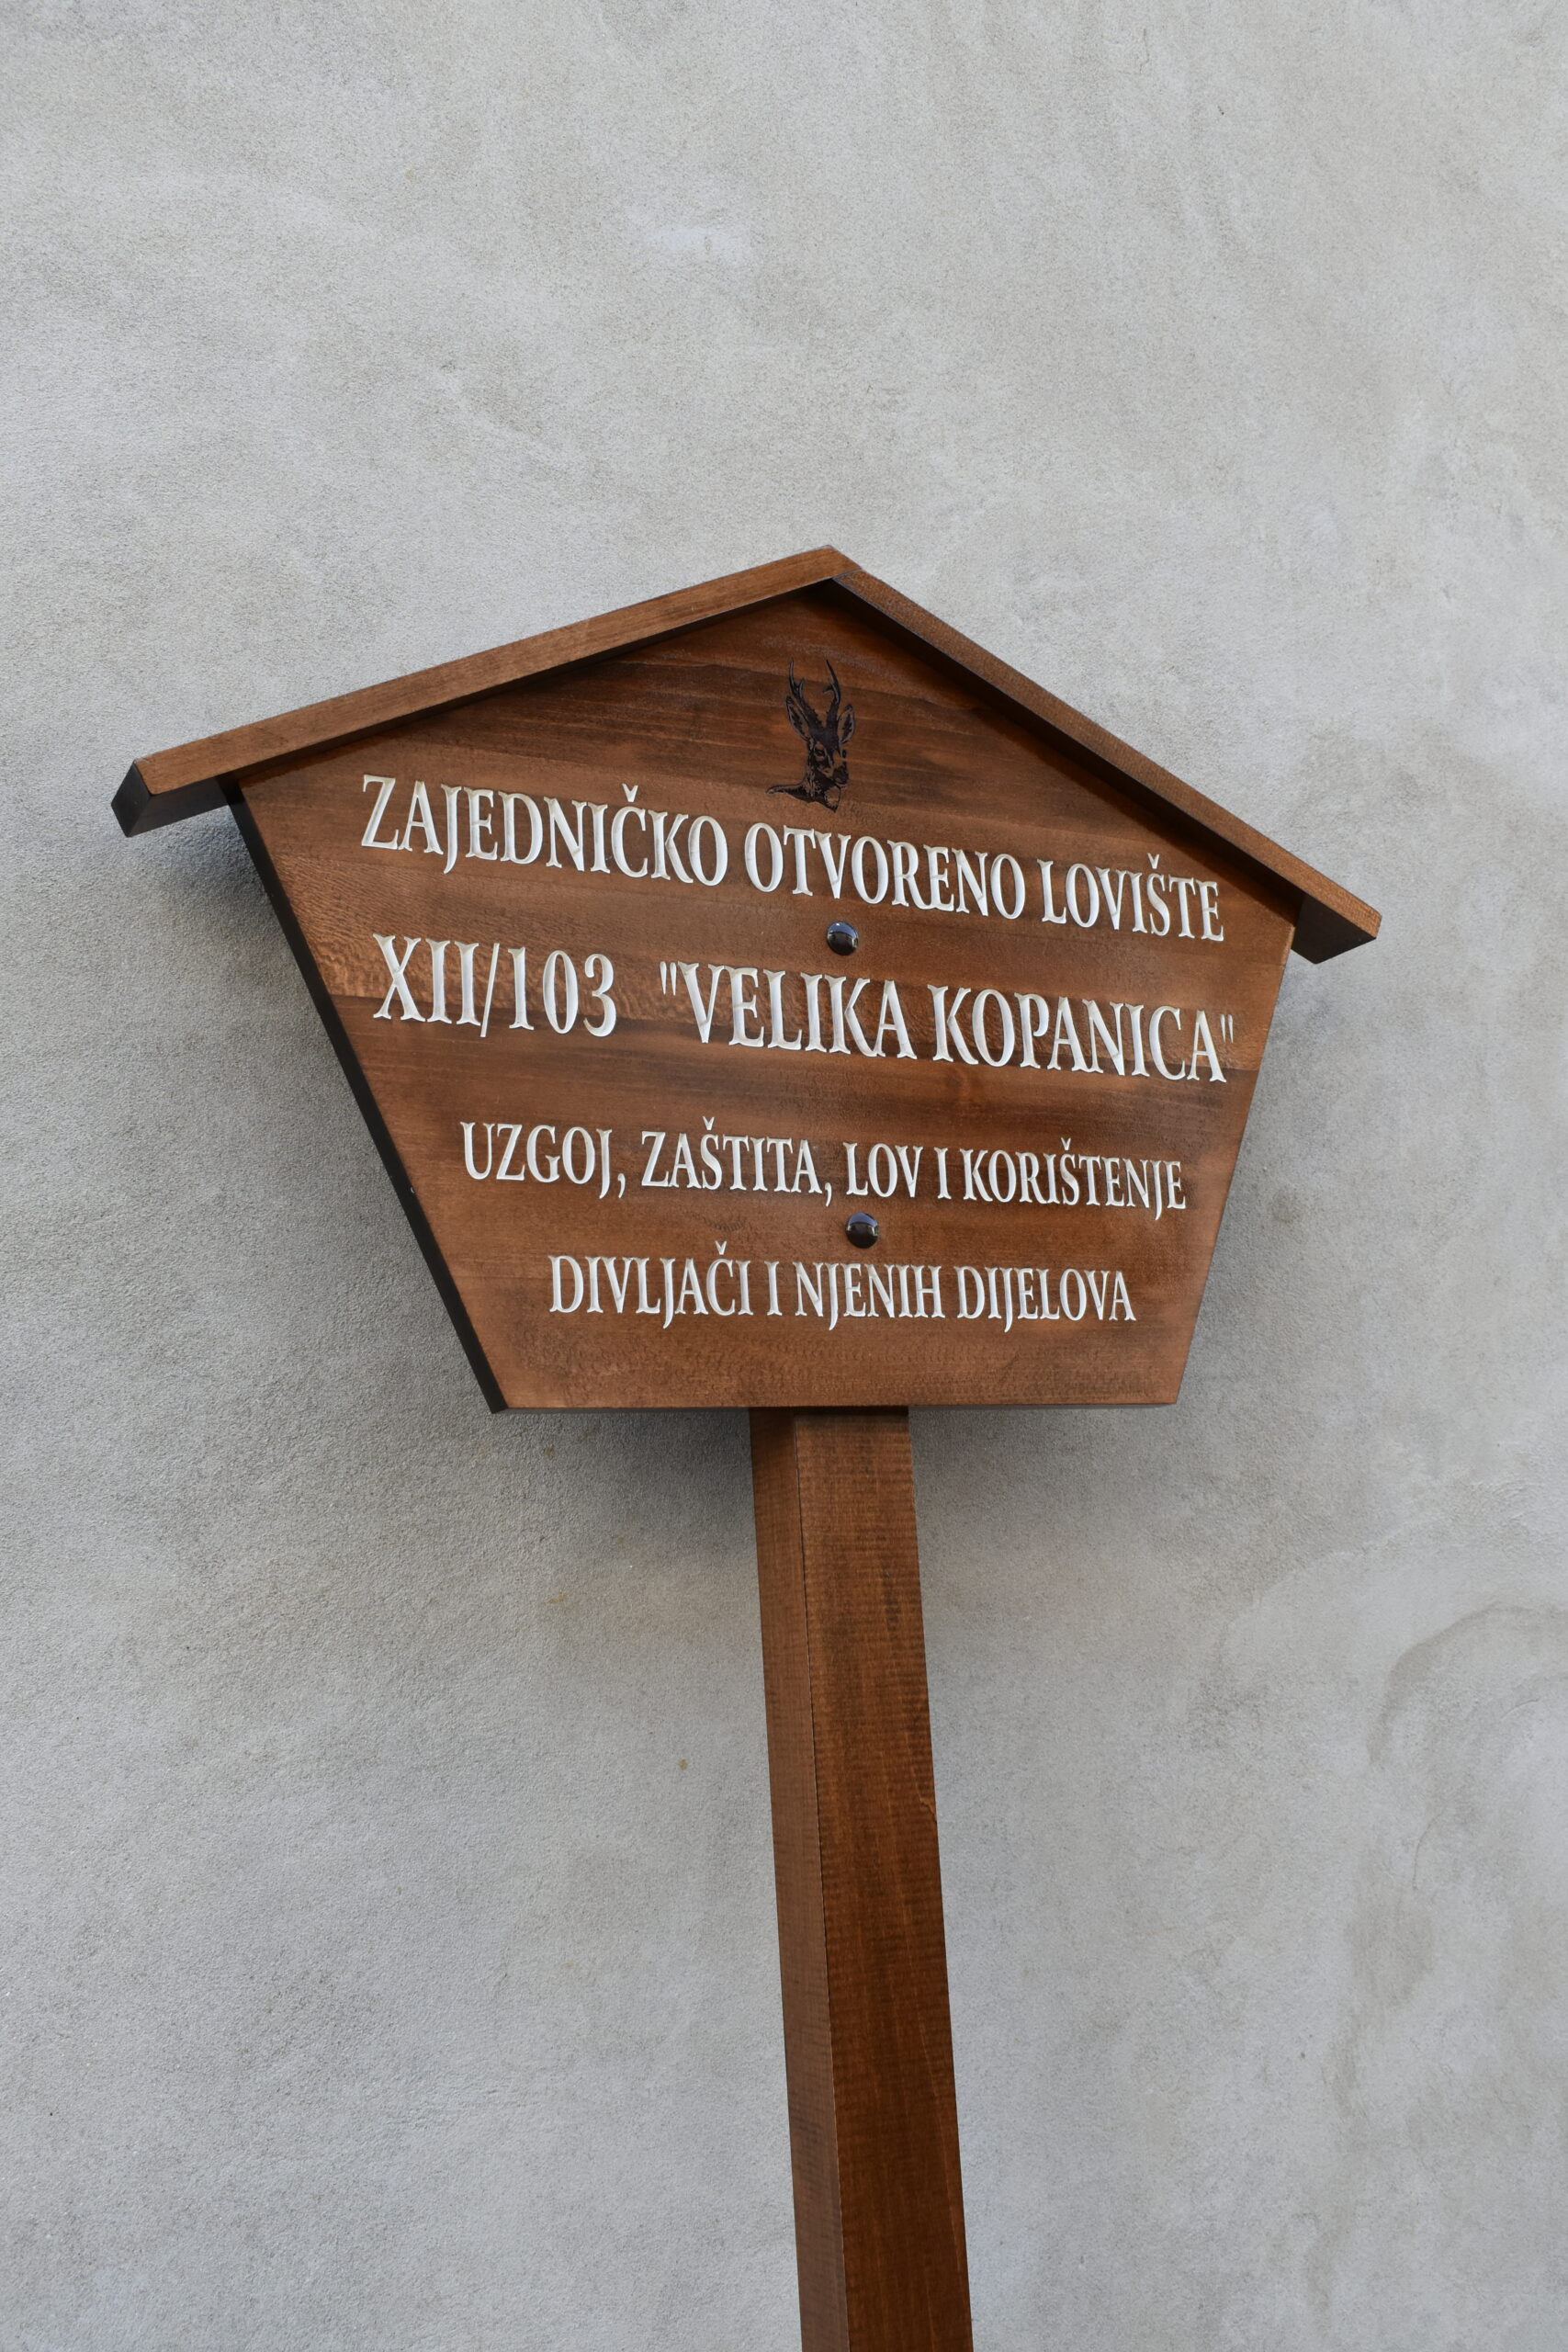 ZAJEDNIČKO OTVORENO LOVIŠTE
XII/103 "VELIKA KOPANICA"
UZGOJ, ZAŠTITA, LOV I KORIŠTENJE
DIVLJAČI I NJENIH DIJELOVA